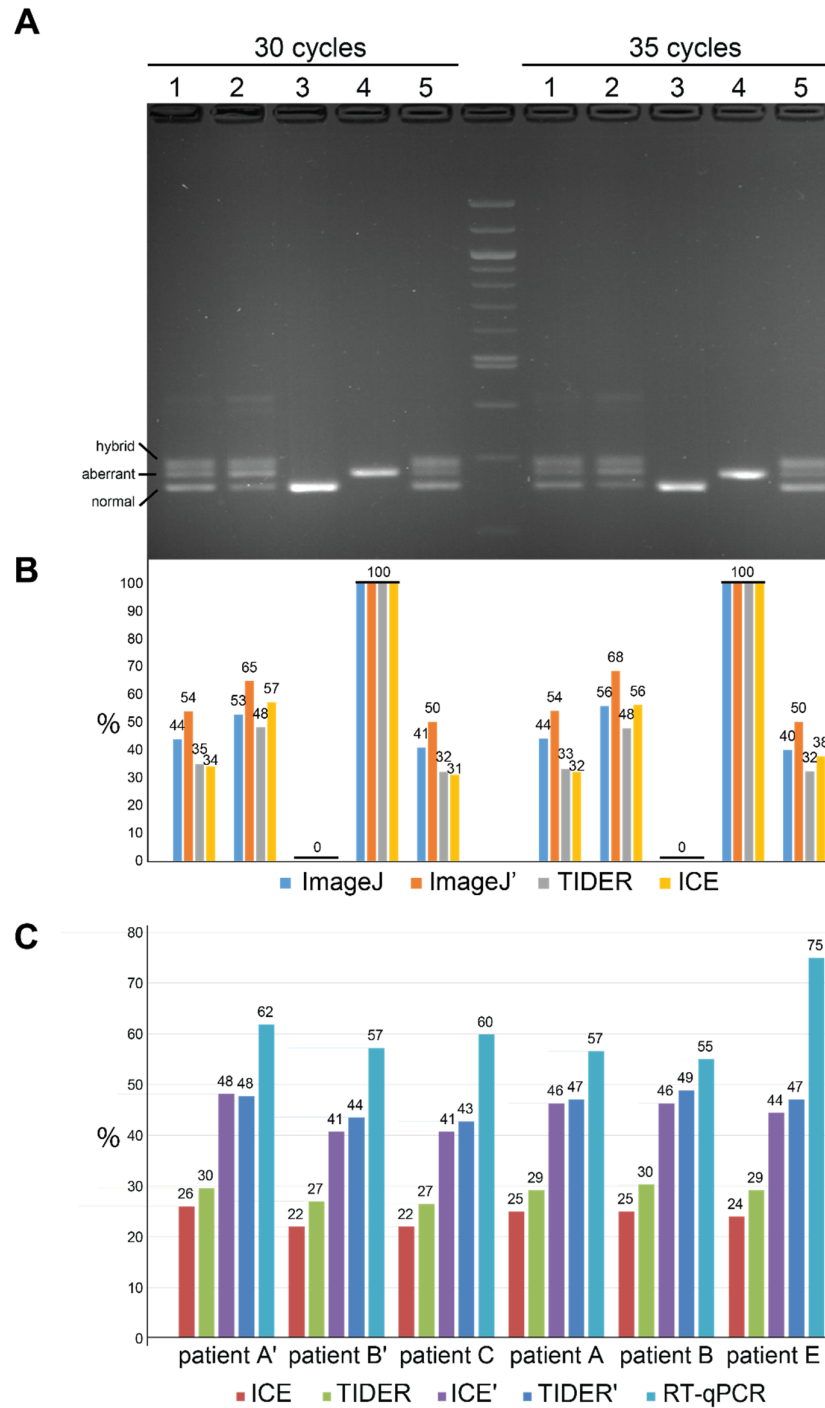 A
30 cycles 35 cycles
1 2 3 4 5 1 2 3 4 5
hybrid
aberrant
normal
B
100 100
100
90
80
70
60
50
40
30
20
10
0
%
44 54 35 34
53 65 48 57
0
41 50 32 31
44 54 33 32
56 68 48 56
0
40 50 32 38
ImageJ ImageJ' TIDER ICE
C
80
70
60
50
40
30
20
10
0
%
26 30 48 48 62
22 27 41 44 57
22 27 41 43 60
25 29 46 47 57
25 30 46 49 55
24 29 44 47 75
patient A' patient B' patient C patient A patient B patient E
ICE TIDER ICE' TIDER' RT-qPCR